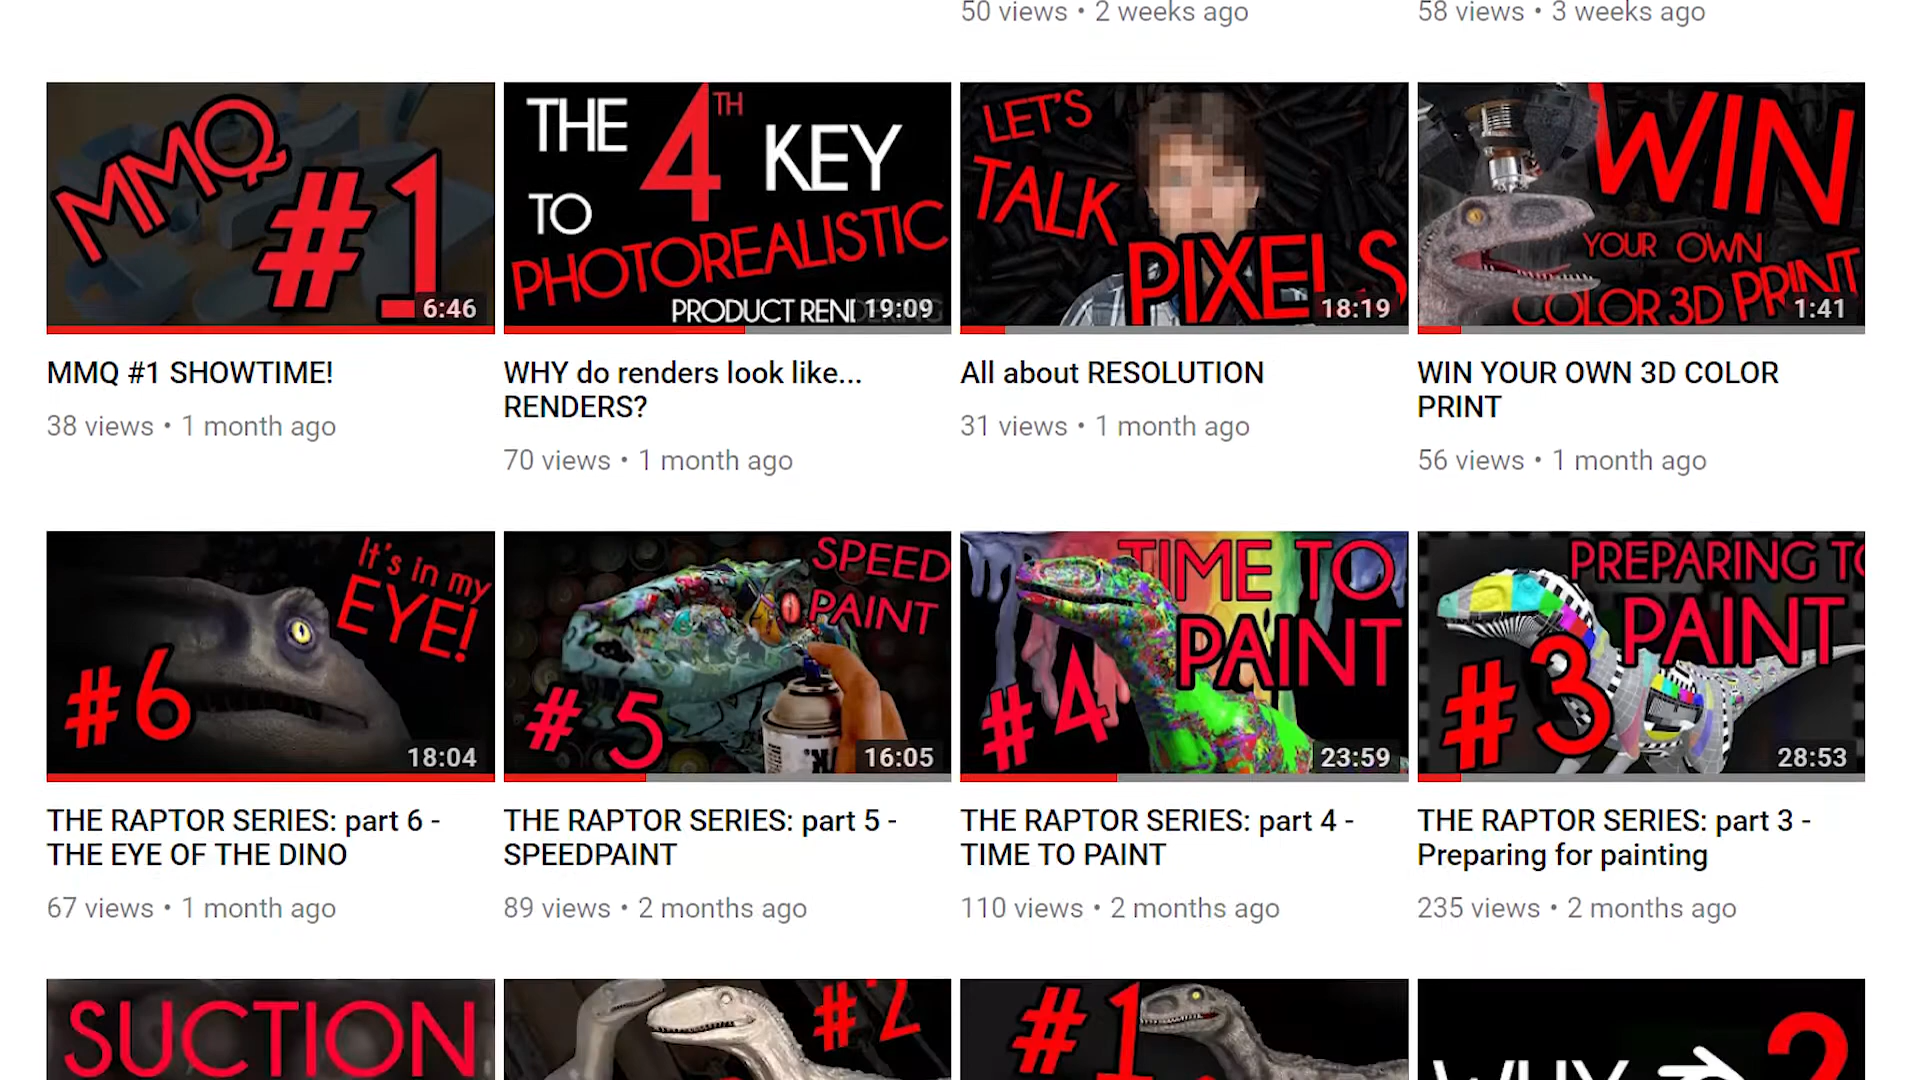 50 views • 2 weeks ago
58 views • 3 weeks ago
MMQ
#1
6:46
THE 4TH KEY
TO
PHOTOREALISTIC
PRODUCT RENDERING
19:09
LET'S
TALK
PIXELS
18:19
WIN
YOUR OWN
COLOR 3D PRINT
1:41
MMQ #1 SHOWTIME!
38 views • 1 month ago
WHY do renders look like...
RENDERS?
70 views • 1 month ago
All about RESOLUTION
31 views • 1 month ago
WIN YOUR OWN 3D COLOR
PRINT
56 views • 1 month ago
It's in my
EYE!
#6
18:04
SPEED
PAINT
#5
16:05
TIME TO
PAINT
#4
23:59
PREPARING TO
PAINT
#3
28:53
THE RAPTOR SERIES: part 6 -
THE EYE OF THE DINO
67 views • 1 month ago
THE RAPTOR SERIES: part 5 -
SPEEDPAINT
89 views • 2 months ago
THE RAPTOR SERIES: part 4 -
TIME TO PAINT
110 views • 2 months ago
THE RAPTOR SERIES: part 3 -
Preparing for painting
235 views • 2 months ago
SUCTION
#2
#1
WHY
?